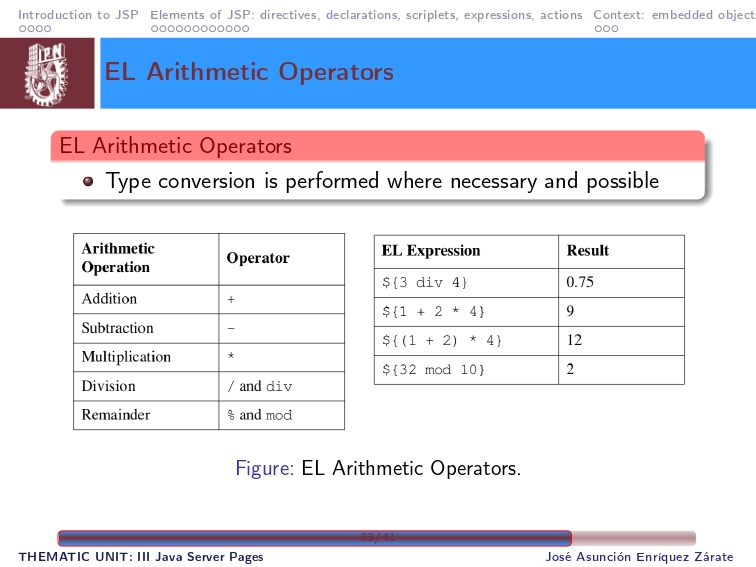 Introduction to JSP Elements of JSP: directives, declarations, scriplets, expressions, actions Context: embedded object
EL Arithmetic Operators
EL Arithmetic Operators
Type conversion is performed where necessary and possible
Arithmetic Operation Operator
Addition +
Subtraction –
Multiplication *
Division / and div
Remainder % and mod
EL Expression Result
${3 div 4} 0.75
${1 + 2 * 4} 9
${(1 + 2) * 4} 12
${32 mod 10} 2
Figure: EL Arithmetic Operators.
33/41
THEMATIC UNIT: III Java Server Pages José Asunción Enríquez Zárate